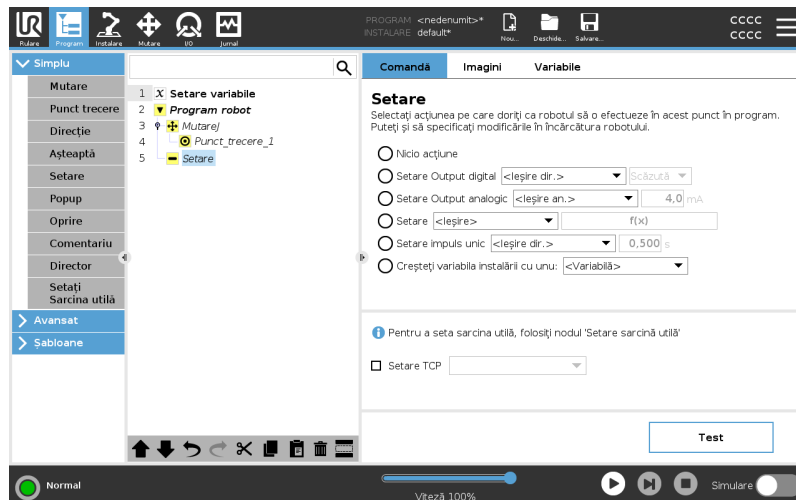 UR
Rulare
Program
Instalare
Mutare
I/O
Jurnal
PROGRAM <nedenumit>*
INSTALARE default*
Nou...
Deschide...
Salvare...
CCCC
CCCC
Simplu
Mutare
Punct trecere
Direcție
Așteaptă
Setare
Popup
Oprire
Comentariu
Director
Setați
Sarcina utilă
Avansat
Șabloane
1 X Setare variabile
2 Program robot
3 MutareJ
4 Punct_trecere_1
5 Setare
Comandă Imagini Variabile
Setare
Selectați acțiunea pe care doriți ca robotul să o efectueze în acest punct în program.
Puteți și să specificați modificările în încărcătura robotului.
Nicio acțiune
Setare Output digital <Ieșire dir.> Scăzută
Setare Output analogic <Ieșire an.> 4,0 mA
Setare <Ieșire> f(x)
Setare impuls unic <Ieșire dir.> 0,500 s
Creșteți variabila instalării cu unu: <Variabilă>
Pentru a seta sarcina utilă, folosiți nodul 'Setare sarcină utilă'
Setare TCP
Test
Normal
Viteză 100%
Simulare